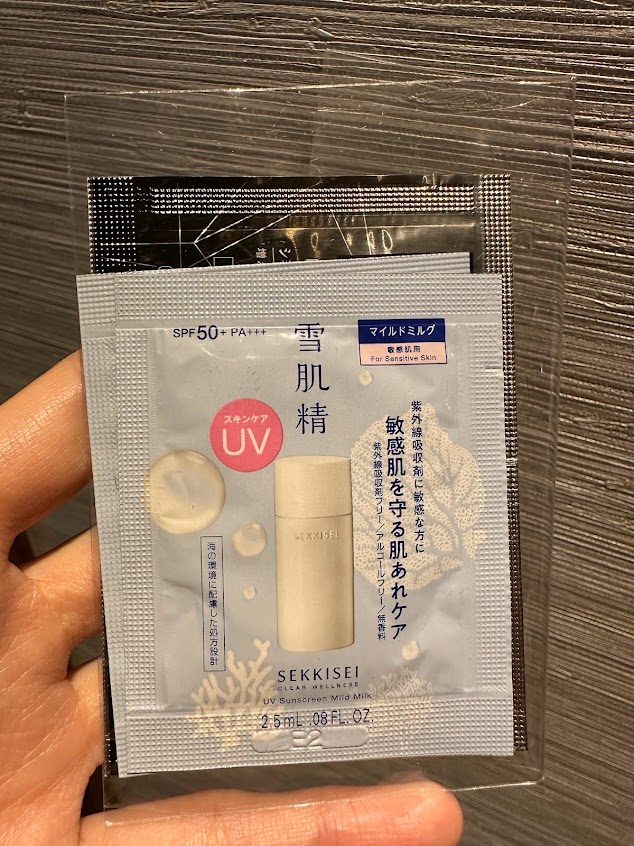 SPF50+ PA+++
雪肌精
マイルドミルク
敏感肌用
For Sensitive Skin
スキンケア
UV
紫外線吸収剤に敏感な方に
敏感肌を守る肌あれケア
紫外線吸収剤フリー/アルコールフリー/無香料
SEKKISEI
海の環境に配慮した処方設計
SEKKISEI
CLEAR WELLNESS
UV Sunscreen Mild Milk
2.5mL .08FL.OZ.
E2